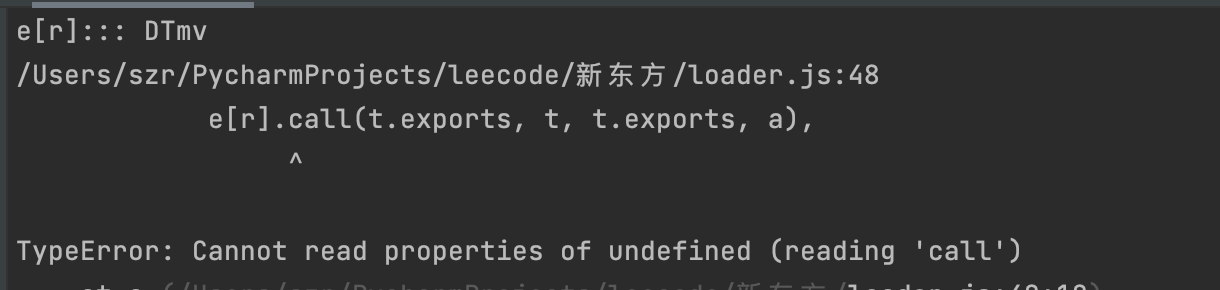 e[r]::: DTmv
/Users/szr/PycharmProjects/leecode/新东方/loader.js:48
e[r].call(t.exports, t, t.exports, a),
^
TypeError: Cannot read properties of undefined (reading 'call')